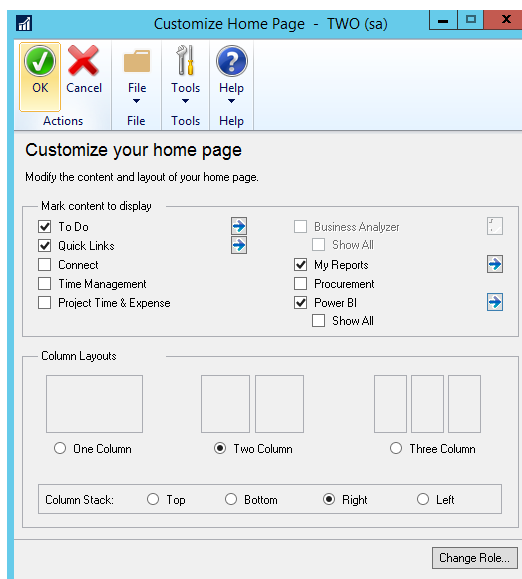 Customize Home Page - TWO (sa)
OK Cancel File Tools Help
Actions File Tools Help
Customize your home page
Modify the content and layout of your home page.
Mark content to display
To Do
Quick Links
Connect
Time Management
Project Time & Expense
Business Analyzer
Show All
My Reports
Procurement
Power BI
Show All
Column Layouts
One Column Two Column Three Column
Column Stack: Top Bottom Right Left
Change Role...